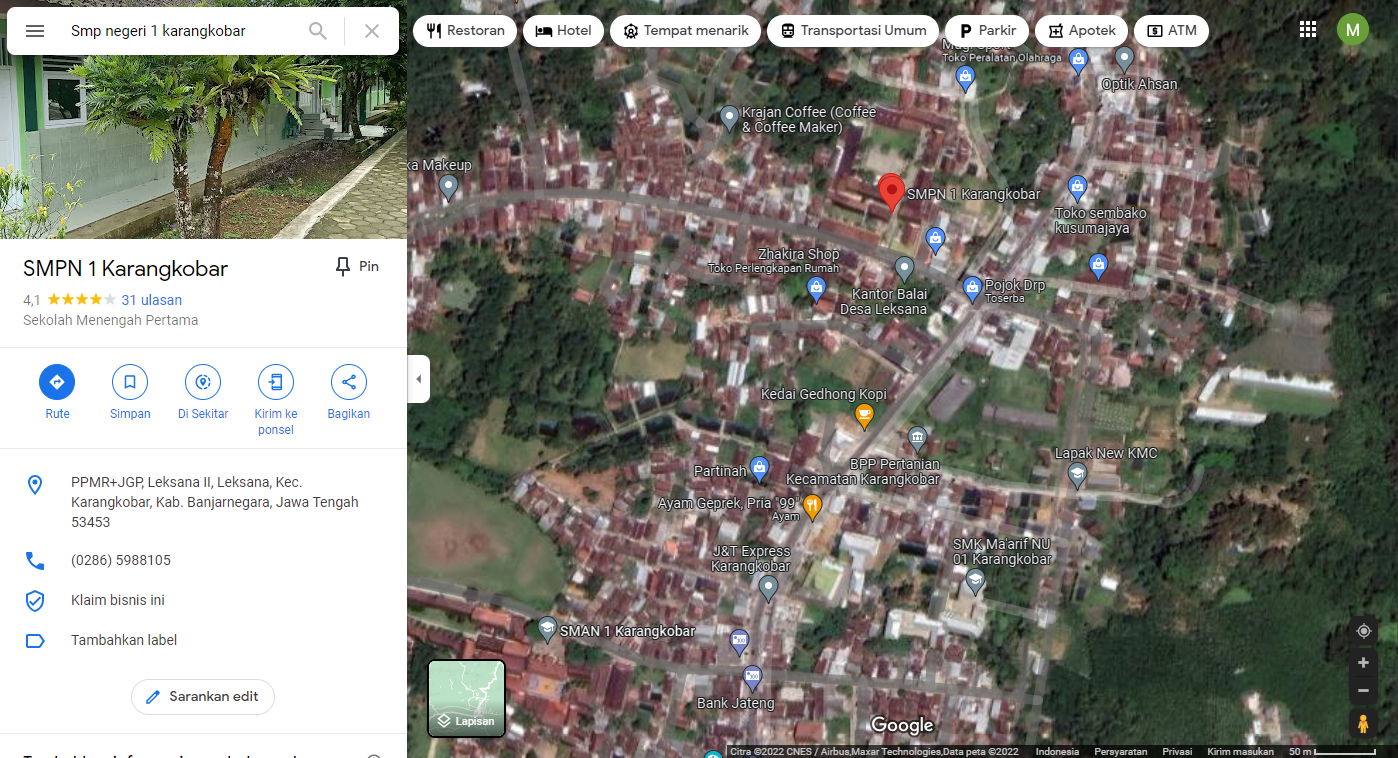 Smp negeri 1 karangkobar
Restoran
Hotel
Tempat menarik
Transportasi Umum
Parkir
Apotek
ATM
M
SMPN 1 Karangkobar
Pin
4,1
31 ulasan
Sekolah Menengah Pertama
Rute
Simpan
Di Sekitar
Kirim ke
ponsel
Bagikan
PPMR+JGP, Leksana II, Leksana, Kec.
Karangkobar, Kab. Banjarnegara, Jawa Tengah
53453
(0286) 5988105
Klaim bisnis ini
Tambahkan label
Sarankan edit
Toko Peralatan Olahraga
Optik Ahsan
Krajan Coffee (Coffee
& Coffee Maker)
ka Makeup
SMPN 1 Karangkobar
Toko sembako
kusumajaya
Zhakira Shop
Toko Perlengkapan Rumah
Kantor Balai
Desa Leksana
Pojok Drp
Toserba
Kedai Gedhong Kopi
BPP Pertanian
Kecamatan Karangkobar
Lapak New KMC
Partinah
Ayam Geprek, Pria "99"
Ayam
J&T Express
Karangkobar
SMK Ma'arif NU
01 Karangkobar
SMAN 1 Karangkobar
Bank Jateng
Lapisan
Google
Citra ©2022 CNES / Airbus,Maxar Technologies,Data peta ©2022
Indonesia
Persyaratan
Privasi
Kirim masukan
50 m